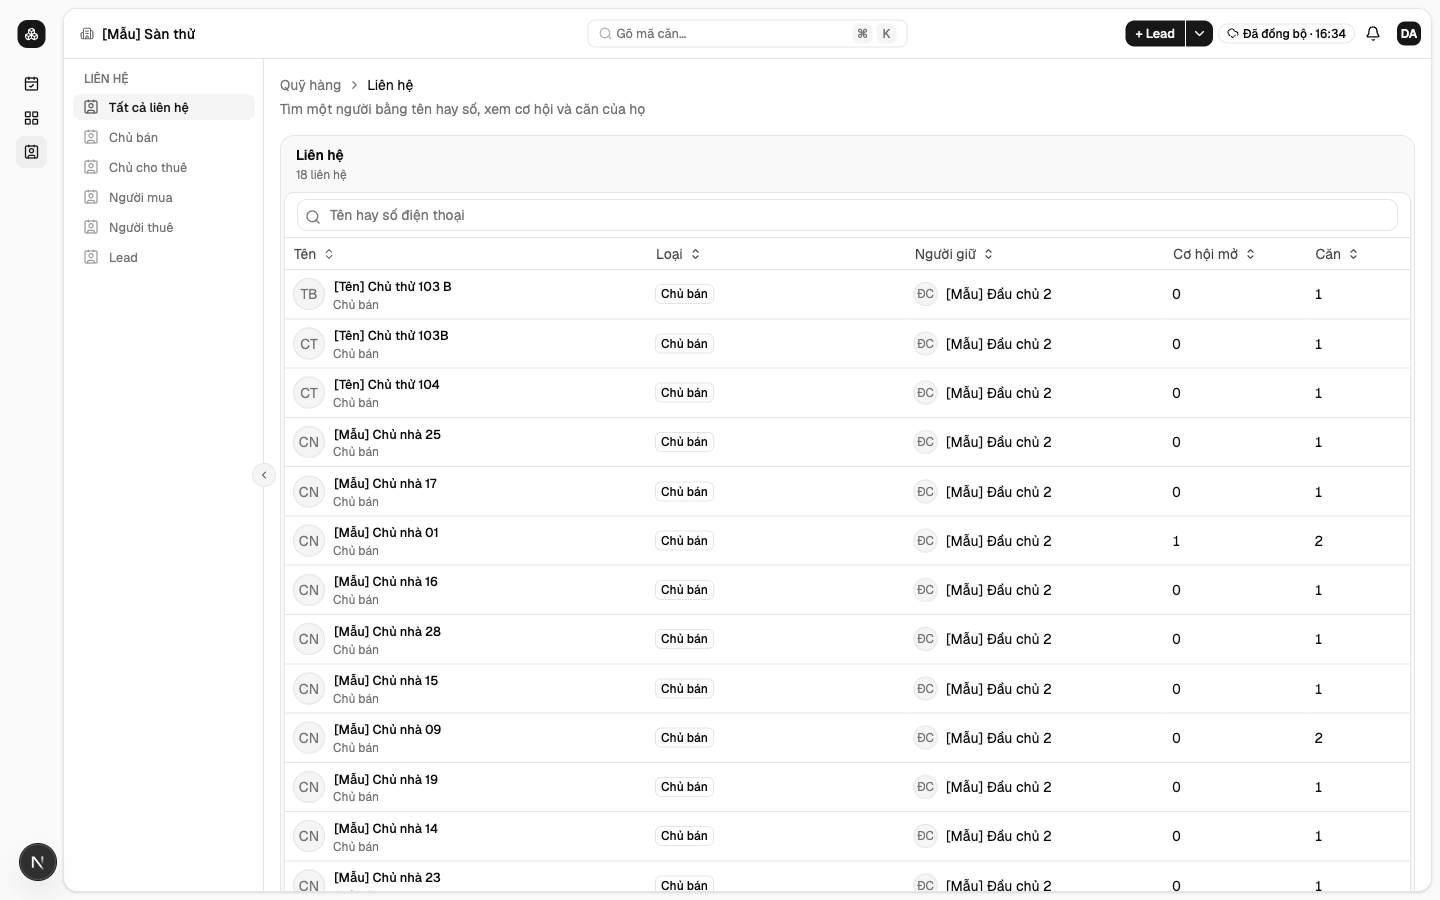 [Mẫu] Sàn thử
Gõ mã căn...
⌘ K
+ Lead
Đã đồng bộ · 16:34
DA
LIÊN HỆ
Tất cả liên hệ
Chủ bán
Chủ cho thuê
Người mua
Người thuê
Lead
Quỹ hàng > Liên hệ
Tìm một người bằng tên hay số, xem cơ hội và căn của họ
Liên hệ
18 liên hệ
Tên hay số điện thoại
Tên Loại Người giữ Cơ hội mở Căn
TB [Tên] Chủ thử 103 B Chủ bán ĐC [Mẫu] Đầu chủ 2 0 1
Chủ bán
CT [Tên] Chủ thử 103B Chủ bán ĐC [Mẫu] Đầu chủ 2 0 1
Chủ bán
CT [Tên] Chủ thử 104 Chủ bán ĐC [Mẫu] Đầu chủ 2 0 1
Chủ bán
CN [Mẫu] Chủ nhà 25 Chủ bán ĐC [Mẫu] Đầu chủ 2 0 1
Chủ bán
CN [Mẫu] Chủ nhà 17 Chủ bán ĐC [Mẫu] Đầu chủ 2 0 1
Chủ bán
CN [Mẫu] Chủ nhà 01 Chủ bán ĐC [Mẫu] Đầu chủ 2 1 2
Chủ bán
CN [Mẫu] Chủ nhà 16 Chủ bán ĐC [Mẫu] Đầu chủ 2 0 1
Chủ bán
CN [Mẫu] Chủ nhà 28 Chủ bán ĐC [Mẫu] Đầu chủ 2 0 1
Chủ bán
CN [Mẫu] Chủ nhà 15 Chủ bán ĐC [Mẫu] Đầu chủ 2 0 1
Chủ bán
CN [Mẫu] Chủ nhà 09 Chủ bán ĐC [Mẫu] Đầu chủ 2 0 2
Chủ bán
CN [Mẫu] Chủ nhà 19 Chủ bán ĐC [Mẫu] Đầu chủ 2 0 1
Chủ bán
CN [Mẫu] Chủ nhà 14 Chủ bán ĐC [Mẫu] Đầu chủ 2 0 1
Chủ bán
CN [Mẫu] Chủ nhà 23 Chủ bán ĐC [Mẫu] Đầu chủ 2 0 1
N